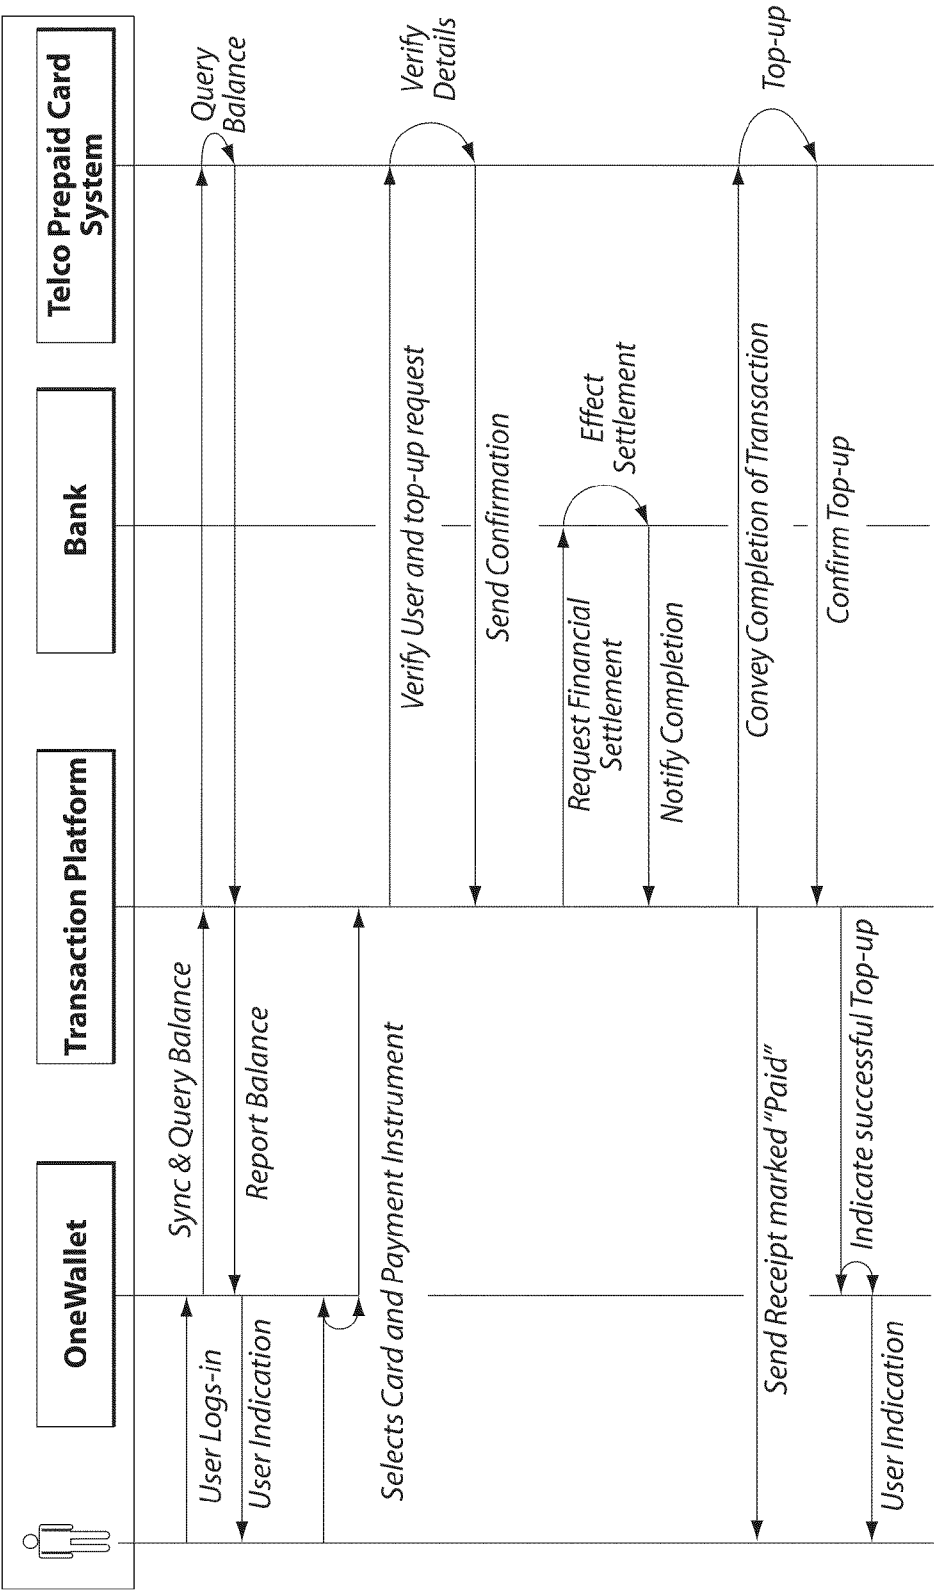 OneWallet
Transaction Platform
Bank
Telco Prepaid Card
System
User Logs-in
Sync & Query Balance
Query
Balance
Report Balance
User Indication
Selects Card and Payment Instrument
Verify User and top-up request
Verify
Details
Send Confirmation
Request Financial
Settlement
Effect
Settlement
Notify Completion
Convey Completion of Transaction
Top-up
Send Receipt marked "Paid"
Confirm Top-up
Indicate successful Top-up
User Indication